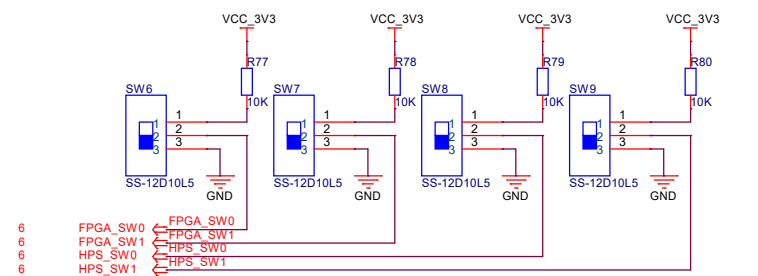 VCC_3V3 VCC_3V3 VCC_3V3 VCC_3V3
R77 R78 R79 R80
SW6 SW7 SW8 SW9
10K 10K 10K 10K
1 1 1 1
1 1 1 1
2 2 2 2
2 2 2 2
3 3 3 3
3 3 3 3
SS-12D10L5 SS-12D10L5 SS-12D10L5 SS-12D10L5
GND GND GND GND
6 FPGA_SW0 FPGA_SW0
6 FPGA_SW1 FPGA_SW1
6 HPS_SW0 HPS_SW0
6 HPS_SW1 HPS_SW1